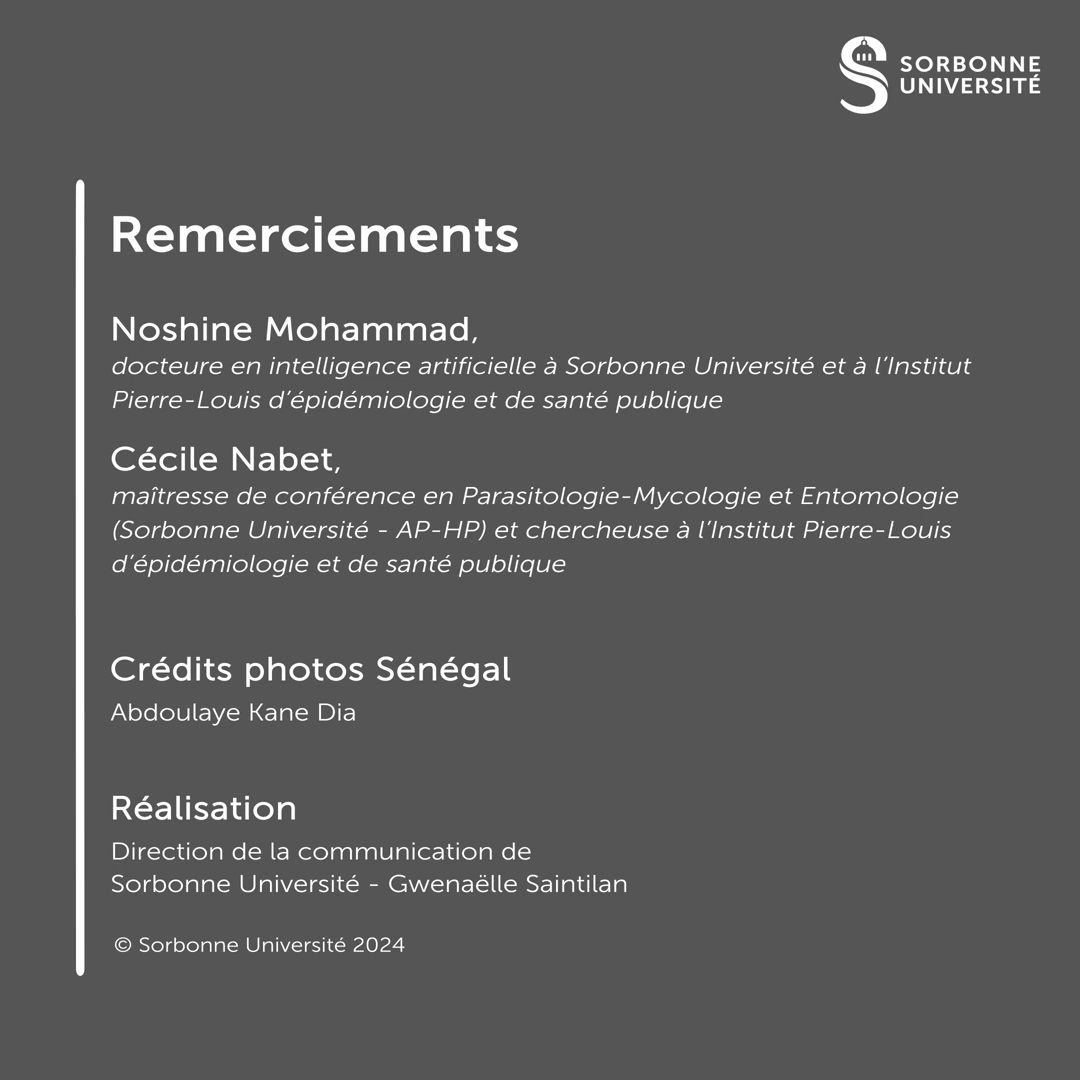 SORBONNE
UNIVERSITÉ
Remerciements
Noshine Mohammad,
docteure en intelligence artificielle à Sorbonne Université et à l’Institut
Pierre-Louis d’épidémiologie et de santé publique
Cécile Nabet,
maîtresse de conférence en Parasitologie-Mycologie et Entomologie
(Sorbonne Université - AP-HP) et chercheuse à l’Institut Pierre-Louis
d’épidémiologie et de santé publique
Crédits photos Sénégal
Abdoulaye Kane Dia
Réalisation
Direction de la communication de
Sorbonne Université - Gwenaëlle Saintilan
© Sorbonne Université 2024